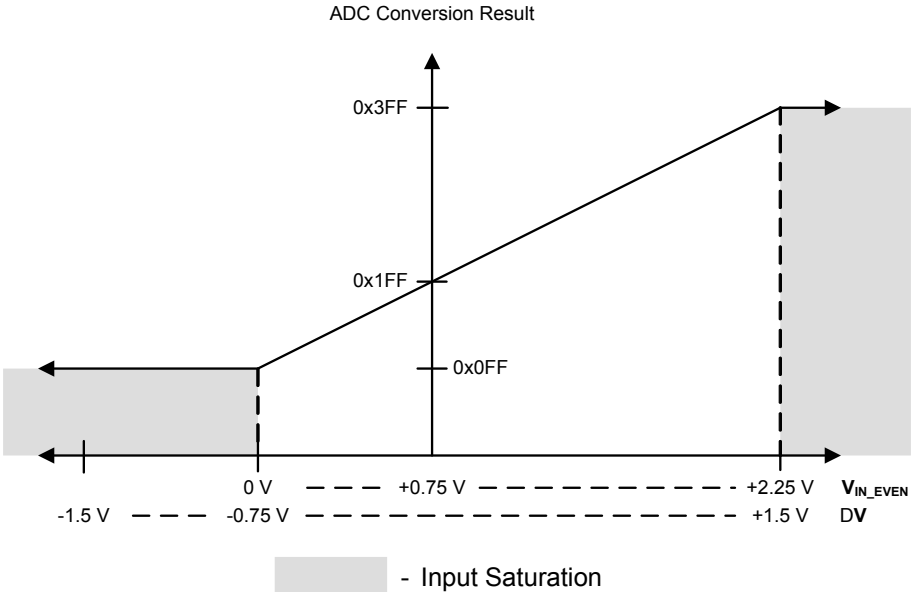 ADC Conversion Result
0x3FF
0x1FF
0x0FF
0 V +0.75 V +2.25 V VIN_EVEN
-1.5 V -0.75 V +1.5 V DV
- Input Saturation